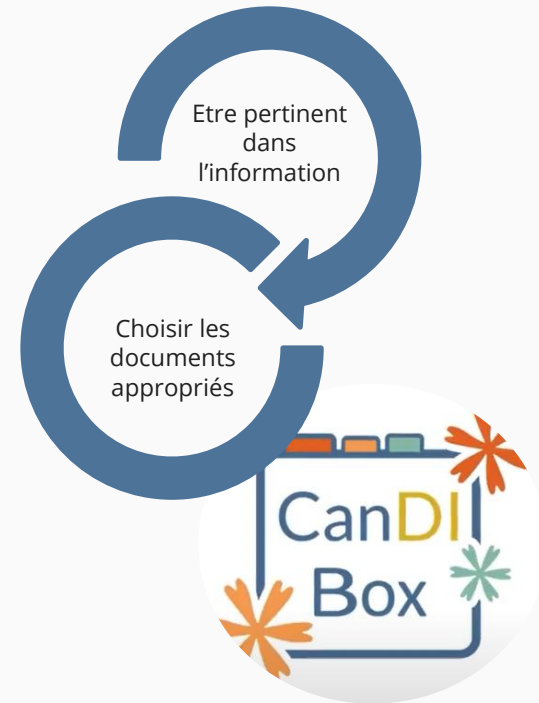 Etre pertinent
dans
l’information
Choisir les
documents
appropriés
CanDI
Box